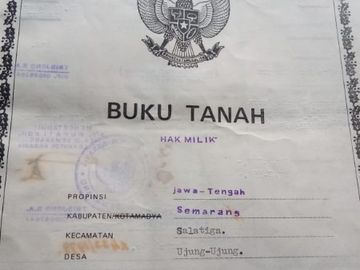 BUKU TANAH
HAK MILIK
PROPINSI Jawa-Tengah
KABUPATEN/KOTAMADYA Semarang
KECAMATAN Salatiga.
DESA Ujung-Ujung.